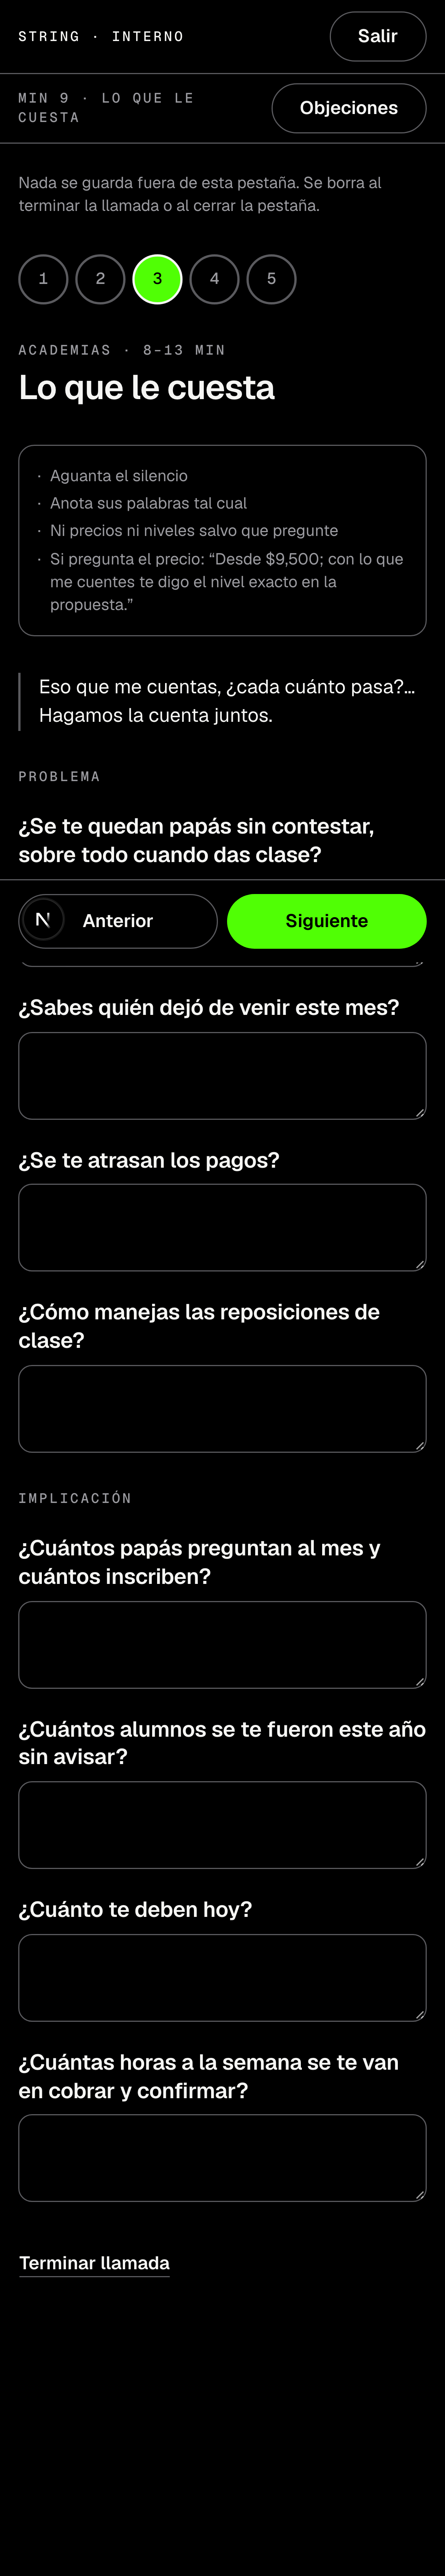 STRING · INTERNO
Salir
MIN 9 · LO QUE LE
CUESTA
Objeciones
Nada se guarda fuera de esta pestaña. Se borra al
terminar la llamada o al cerrar la pestaña.
1 2 3 4 5
ACADEMIAS · 8–13 MIN
Lo que le cuesta
· Aguanta el silencio
· Anota sus palabras tal cual
· Ni precios ni niveles salvo que pregunte
· Si pregunta el precio: “Desde $9,500; con lo que
me cuentes te digo el nivel exacto en la
propuesta.”
Eso que me cuentas, ¿cada cuánto pasa?…
Hagamos la cuenta juntos.
PROBLEMA
¿Se te quedan papás sin contestar,
sobre todo cuando das clase?
N
Anterior
Siguiente
¿Sabes quién dejó de venir este mes?
¿Se te atrasan los pagos?
¿Cómo manejas las reposiciones de
clase?
IMPLICACIÓN
¿Cuántos papás preguntan al mes y
cuántos inscriben?
¿Cuántos alumnos se te fueron este año
sin avisar?
¿Cuánto te deben hoy?
¿Cuántas horas a la semana se te van
en cobrar y confirmar?
Terminar llamada